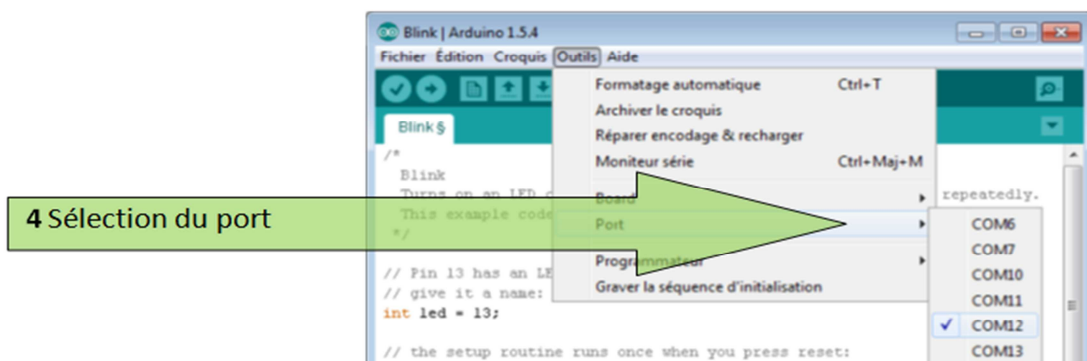 Blink | Arduino 1.5.4
Fichier Édition Croquis Outils Aide
Formatage automatique Ctrl+T
Archiver le croquis
Réparer encodage & recharger
Moniteur série Ctrl+Maj+M
Board
Port
Programmateur
Graver la séquence d'initialisation
COM6
COM7
COM10
COM11
COM12
COM13
Blink §
/*
Blink
Turns on an LED repeatedly.
This example code
*/
4 Sélection du port
// Pin 13 has an LE
// give it a name:
int led = 13;
// the setup routine runs once when you press reset: